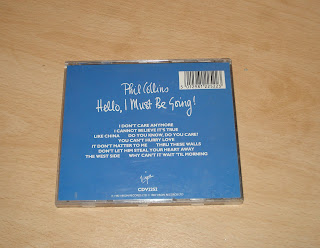 Phil Collins
Hello, I Must Be Going!
I DON'T CARE ANYMORE
I CANNOT BELIEVE IT'S TRUE
LIKE CHINA DO YOU KNOW, DO YOU CARE?
YOU CAN'T HURRY LOVE
IT DON'T MATTER TO ME THRU THESE WALLS
DON'T LET HIM STEAL YOUR HEART AWAY
THE WEST SIDE WHY CAN'T IT WAIT 'TIL MORNING
Virgin
CDV2252